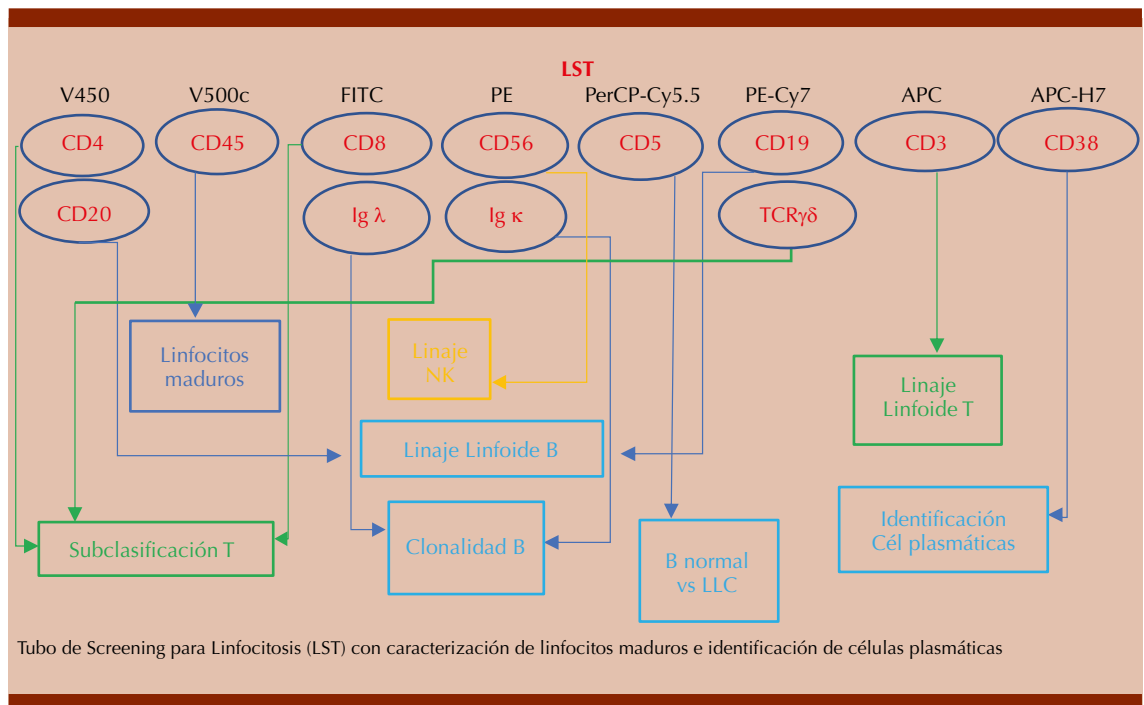 LST
V450 V500c FITC PE PerCP-Cy5.5 PE-Cy7 APC APC-H7
CD4 CD45 CD8 CD56 CD5 CD19 CD3 CD38
CD20 Ig λ Ig κ TCRγδ
Linfocitos
maduros
Linaje
NK
Linaje
Linfoide T
Linaje Linfoide B
Subclasificación T
Clonalidad B
B normal
vs LLC
Identificación
Cél plasmáticas
Tubo de Screening para Linfocitosis (LST) con caracterización de linfocitos maduros e identificación de células plasmáticas